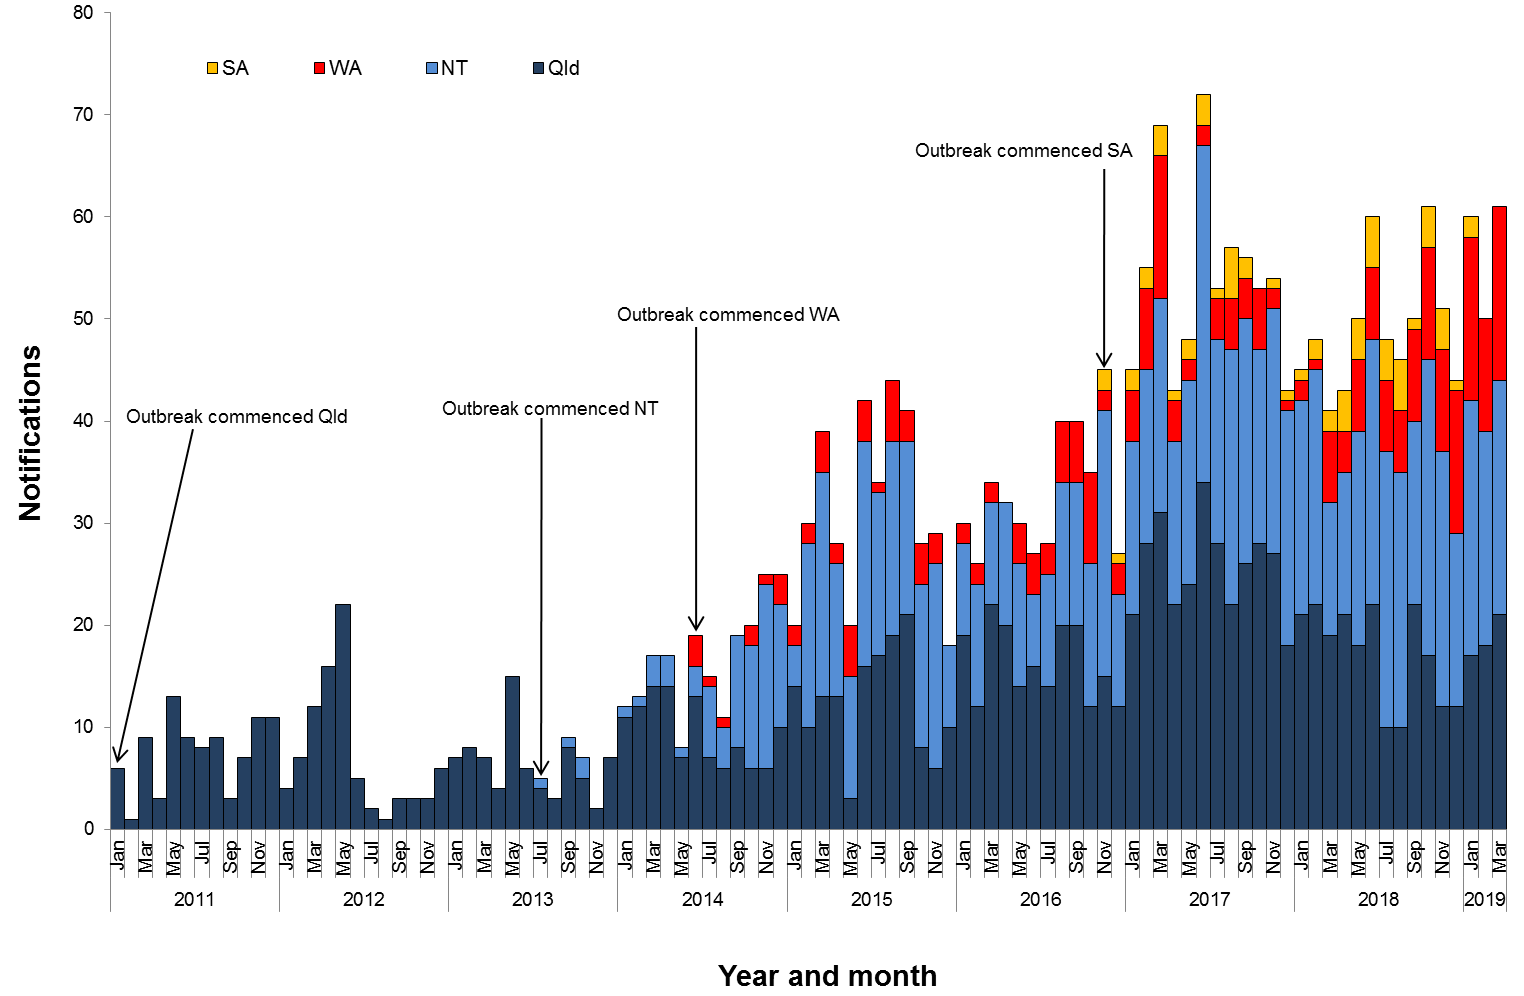 80
70
60
50
40
30
20
10
0
Notifications
SA WA NT Qld
Outbreak commenced SA
Outbreak commenced WA
Outbreak commenced NT
Outbreak commenced Qld
Jan Mar May Jul Sep Nov Jan Mar May Jul Sep Nov Jan Mar May Jul Sep Nov Jan Mar May Jul Sep Nov Jan Mar May Jul Sep Nov Jan Mar May Jul Sep Nov Jan Mar May Jul Sep Nov Jan Mar May Jul Sep Nov Jan Mar
2011 2012 2013 2014 2015 2016 2017 2018 2019
Year and month